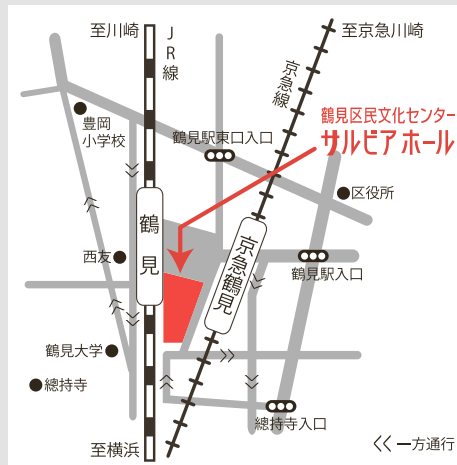 至川崎
JR線
至京急川崎
京急線
鶴見区民文化センター
サルビアホール
豊岡
小学校
鶴見駅東口入口
区役所
鶴見
京急鶴見
西友
鶴見駅入口
鶴見大学
總持寺
總持寺入口
至横浜
一方通行